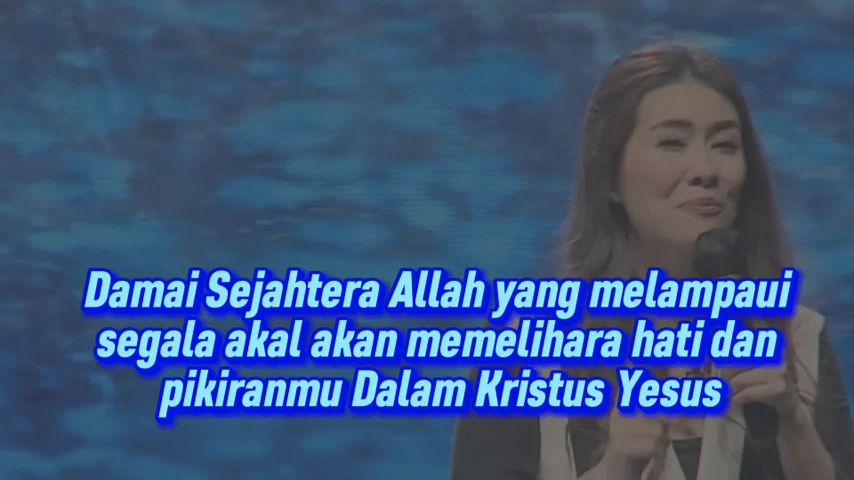 Damai Sejahtera Allah yang melampaui
segala akal akan memelihara hati dan
pikiranmu Dalam Kristus Yesus